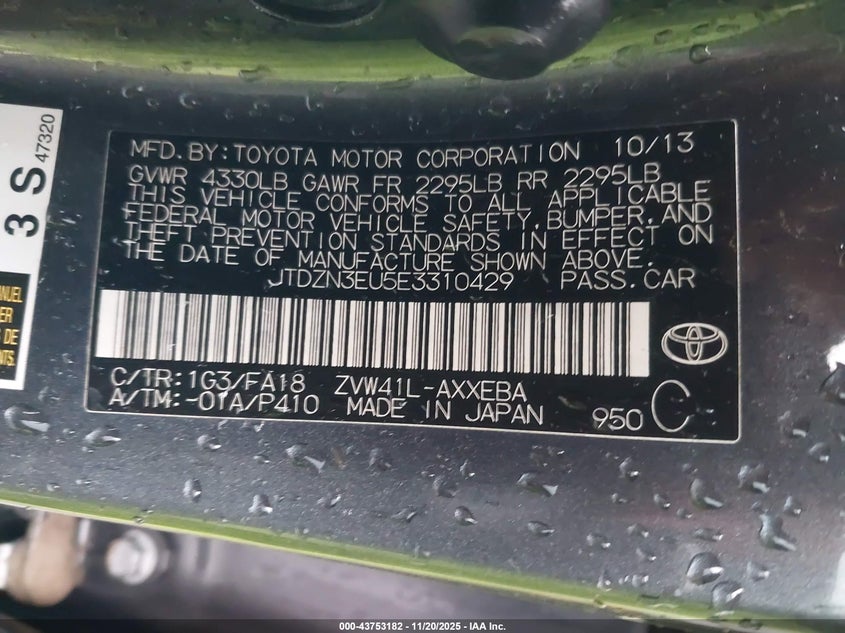 MFD.BY:TOYOTA MOTOR CORPORATION 10/13
GVWR 4330LB GAWR FR 2295LB RR 2295LB
THIS VEHICLE CONFORMS TO ALL APPLICABLE
FEDERAL MOTOR VEHICLE SAFETY,BUMPER,AND
THEFT PREVENTION STANDARDS IN EFFECT ON
THE DATE OF MANUFACTURE SHOWN ABOVE.
JTDZN3EU5E3310429 PASS.CAR
C/TR:1G3/FA18 ZVW41L-AXXEBA
A/TM:-01A/P410 MADE IN JAPAN 950 C
3 S 47320
000-43753182 - 11/20/2025 - IAA Inc.